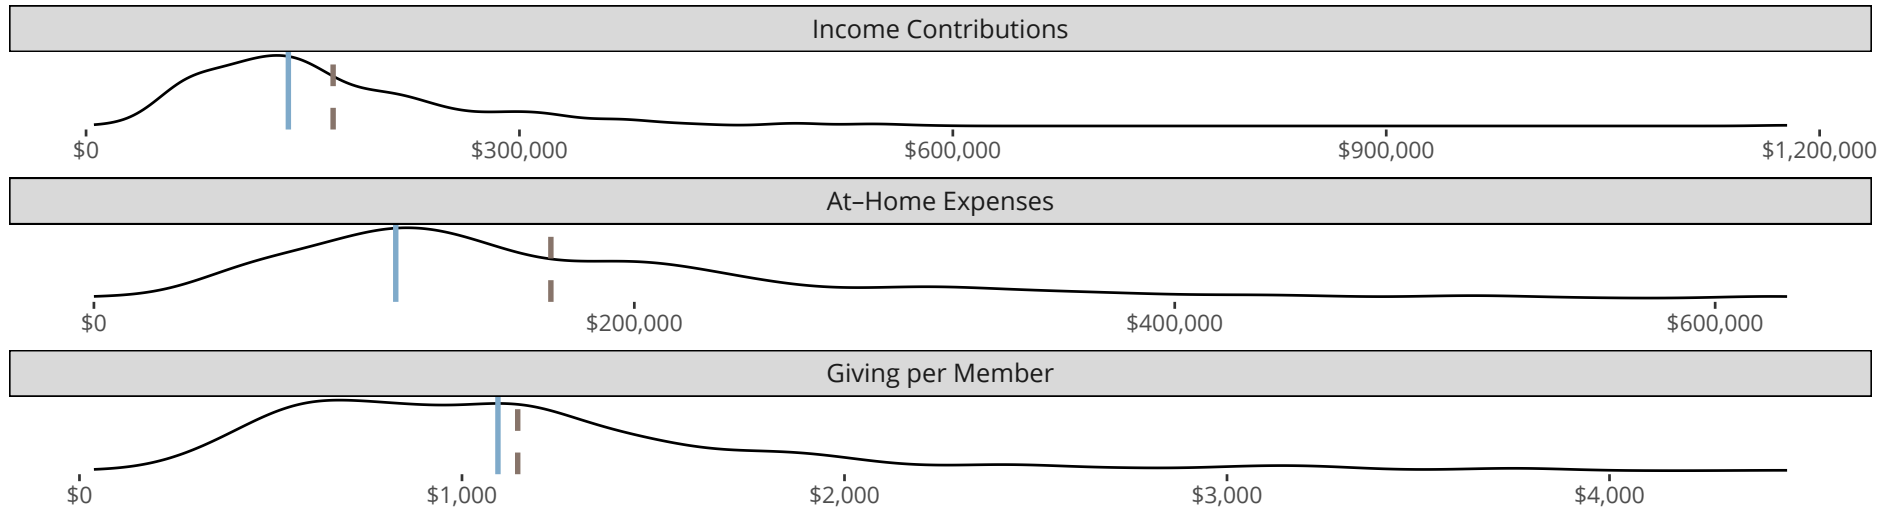 Income Contributions
$0 $300,000 $600,000 $900,000 $1,200,000
At–Home Expenses
$0 $200,000 $400,000 $600,000
Giving per Member
$0 $1,000 $2,000 $3,000 $4,000